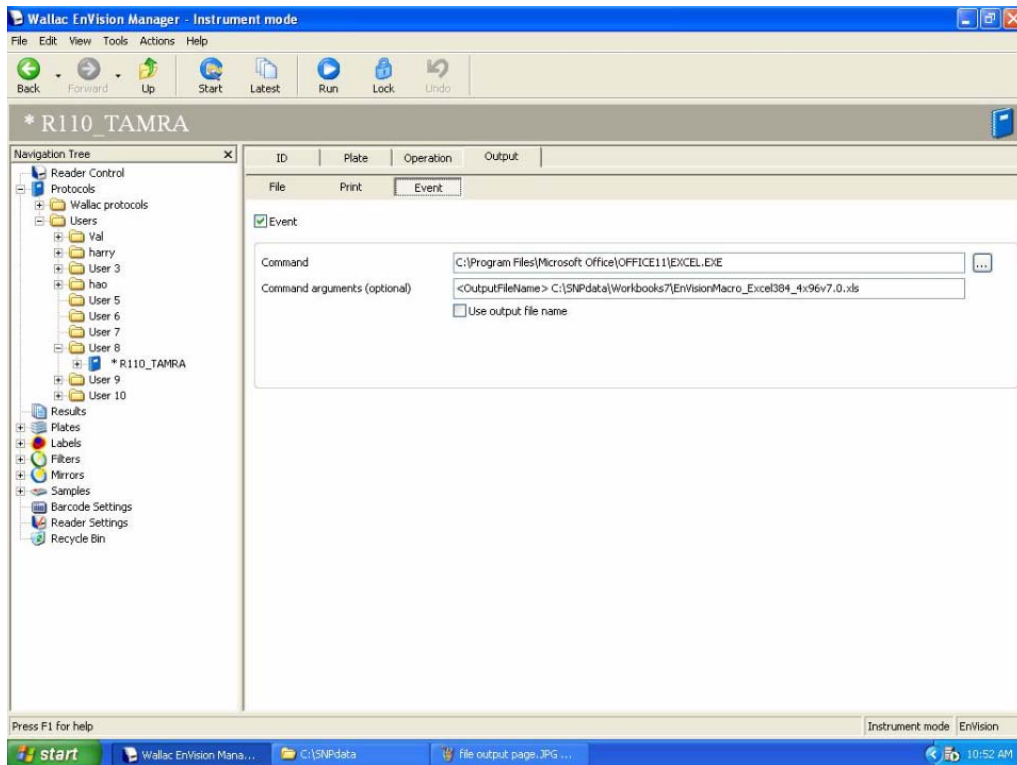 Wallac EnVision Manager - Instrument mode
File Edit View Tools Actions Help
Back Forward Up Start Latest Run Lock Undo
* R110_TAMRA
Navigation Tree
Reader Control
Protocols
Wallac protocols
Users
Val
harry
User 3
hao
User 5
User 6
User 7
User 8
* R110_TAMRA
User 9
User 10
Results
Plates
Labels
Filters
Mirrors
Samples
Barcode Settings
Reader Settings
Recycle Bin
ID Plate Operation Output
File Print Event
Event
Command C:\Program Files\Microsoft Office\OFFICE11\EXCEL.EXE ...
Command arguments (optional) <OutputFileName> C:\SNPdata\Workbooks7\EnVisionMacro_Excel384_4x96v7.0.xls
Use output file name
Press F1 for help Instrument mode EnVision
start Wallac EnVision Mana... C:\SNPdata file output page.JPG ... 10:52 AM